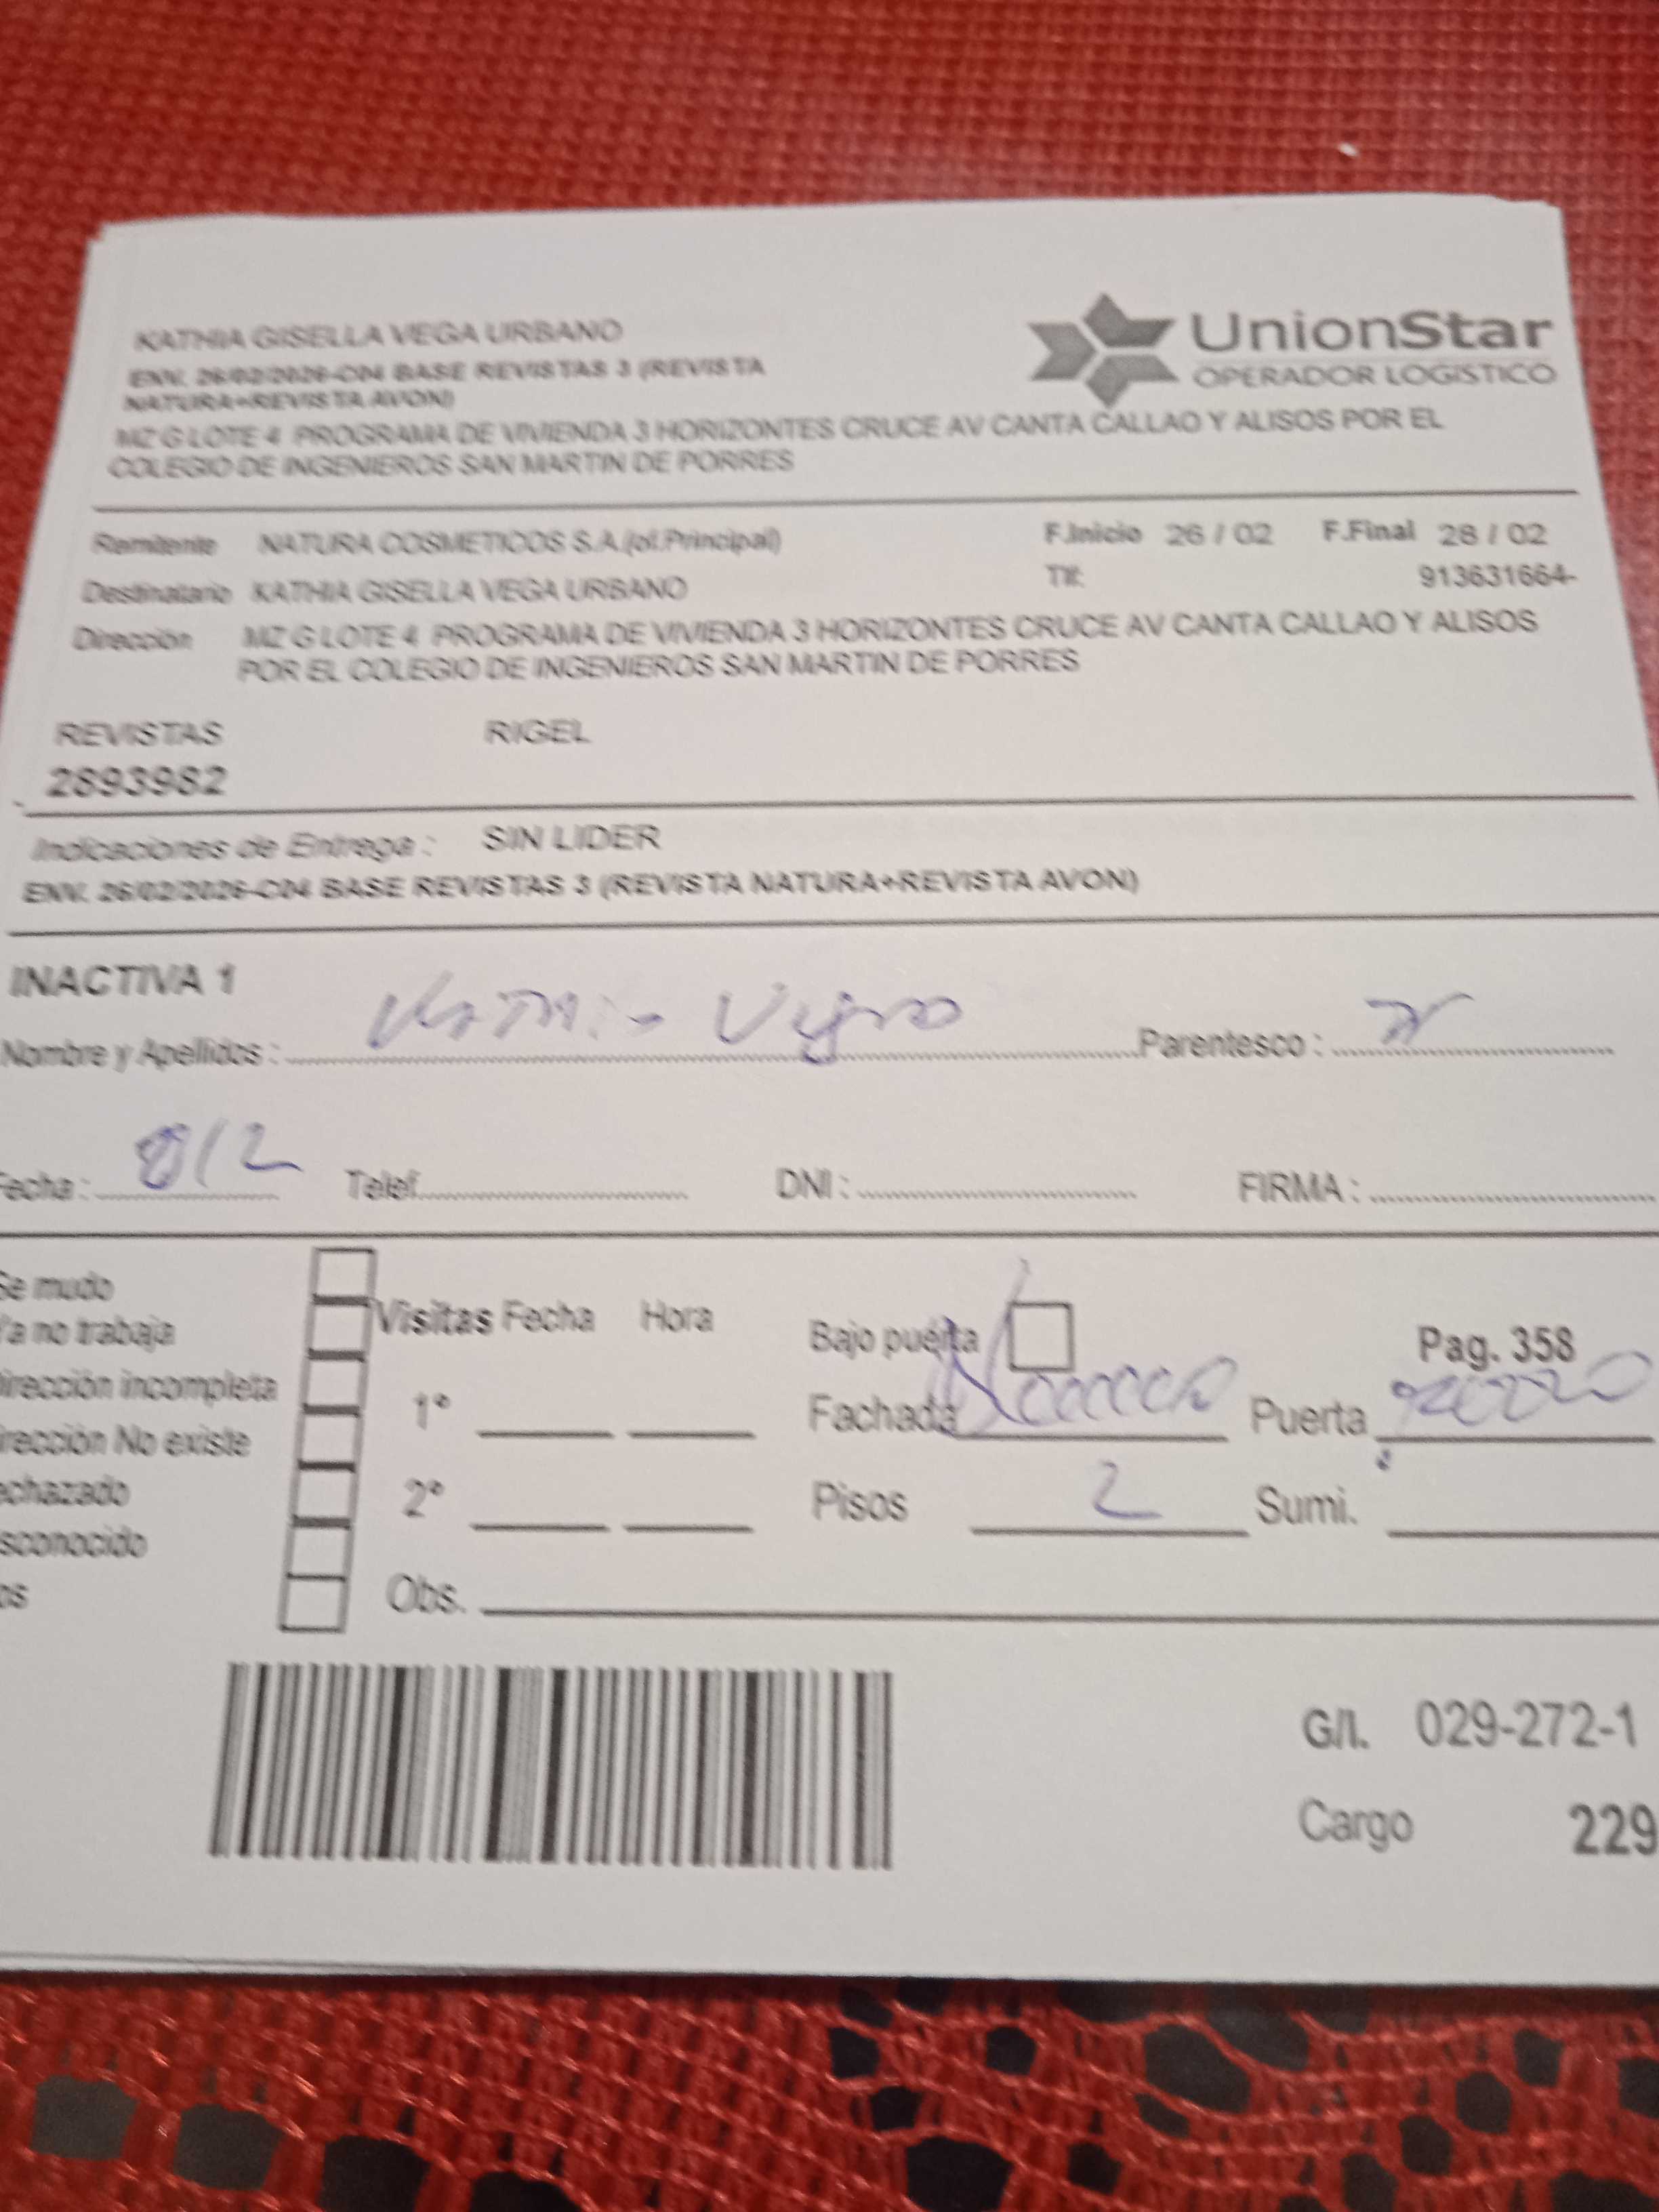 KATHIA GISELLA VEGA URBANO
ENV. 26/02/2026-C04 BASE REVISTAS 3 (REVISTA
NATURA+REVISTA AVON)
MZ G LOTE 4 PROGRAMA DE VIVIENDA 3 HORIZONTES CRUCE AV CANTA CALLAO Y ALISOS POR EL
COLEGIO DE INGENIEROS SAN MARTIN DE PORRES
UnionStar
OPERADOR LOGISTICO
Remitente NATURA COSMETICOS S.A.(of.Principal) F.Inicio 26 / 02 F.Final 28 / 02
Destinatario KATHIA GISELLA VEGA URBANO Tlf: 913631664-
Dirección MZ G LOTE 4 PROGRAMA DE VIVIENDA 3 HORIZONTES CRUCE AV CANTA CALLAO Y ALISOS
POR EL COLEGIO DE INGENIEROS SAN MARTIN DE PORRES
REVISTAS RIGEL
2893982
Indicaciones de Entrega : SIN LIDER
ENV. 26/02/2026-C04 BASE REVISTAS 3 (REVISTA NATURA+REVISTA AVON)
INACTIVA 1
Nombre y Apellidos : Parentesco :
echa : Telef. DNI : FIRMA :
Se mudo
Ya no trabaja Visitas Fecha Hora Bajo puerta Pag. 358
irección incompleta 1° Fachada Puerta
irección No existe
echazado 2° Pisos 2 Sumi.
sconocido
os Obs.
G/I. 029-272-1
Cargo 229